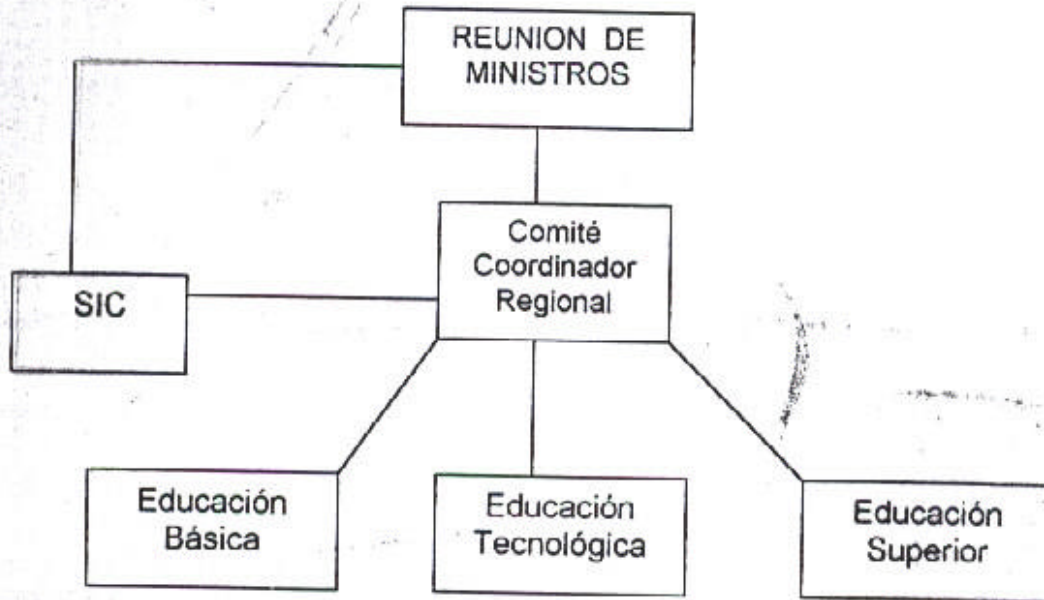 REUNION DE
MINISTROS
Comité
Coordinador
Regional
SIC
Educación
Básica
Educación
Tecnológica
Educación
Superior